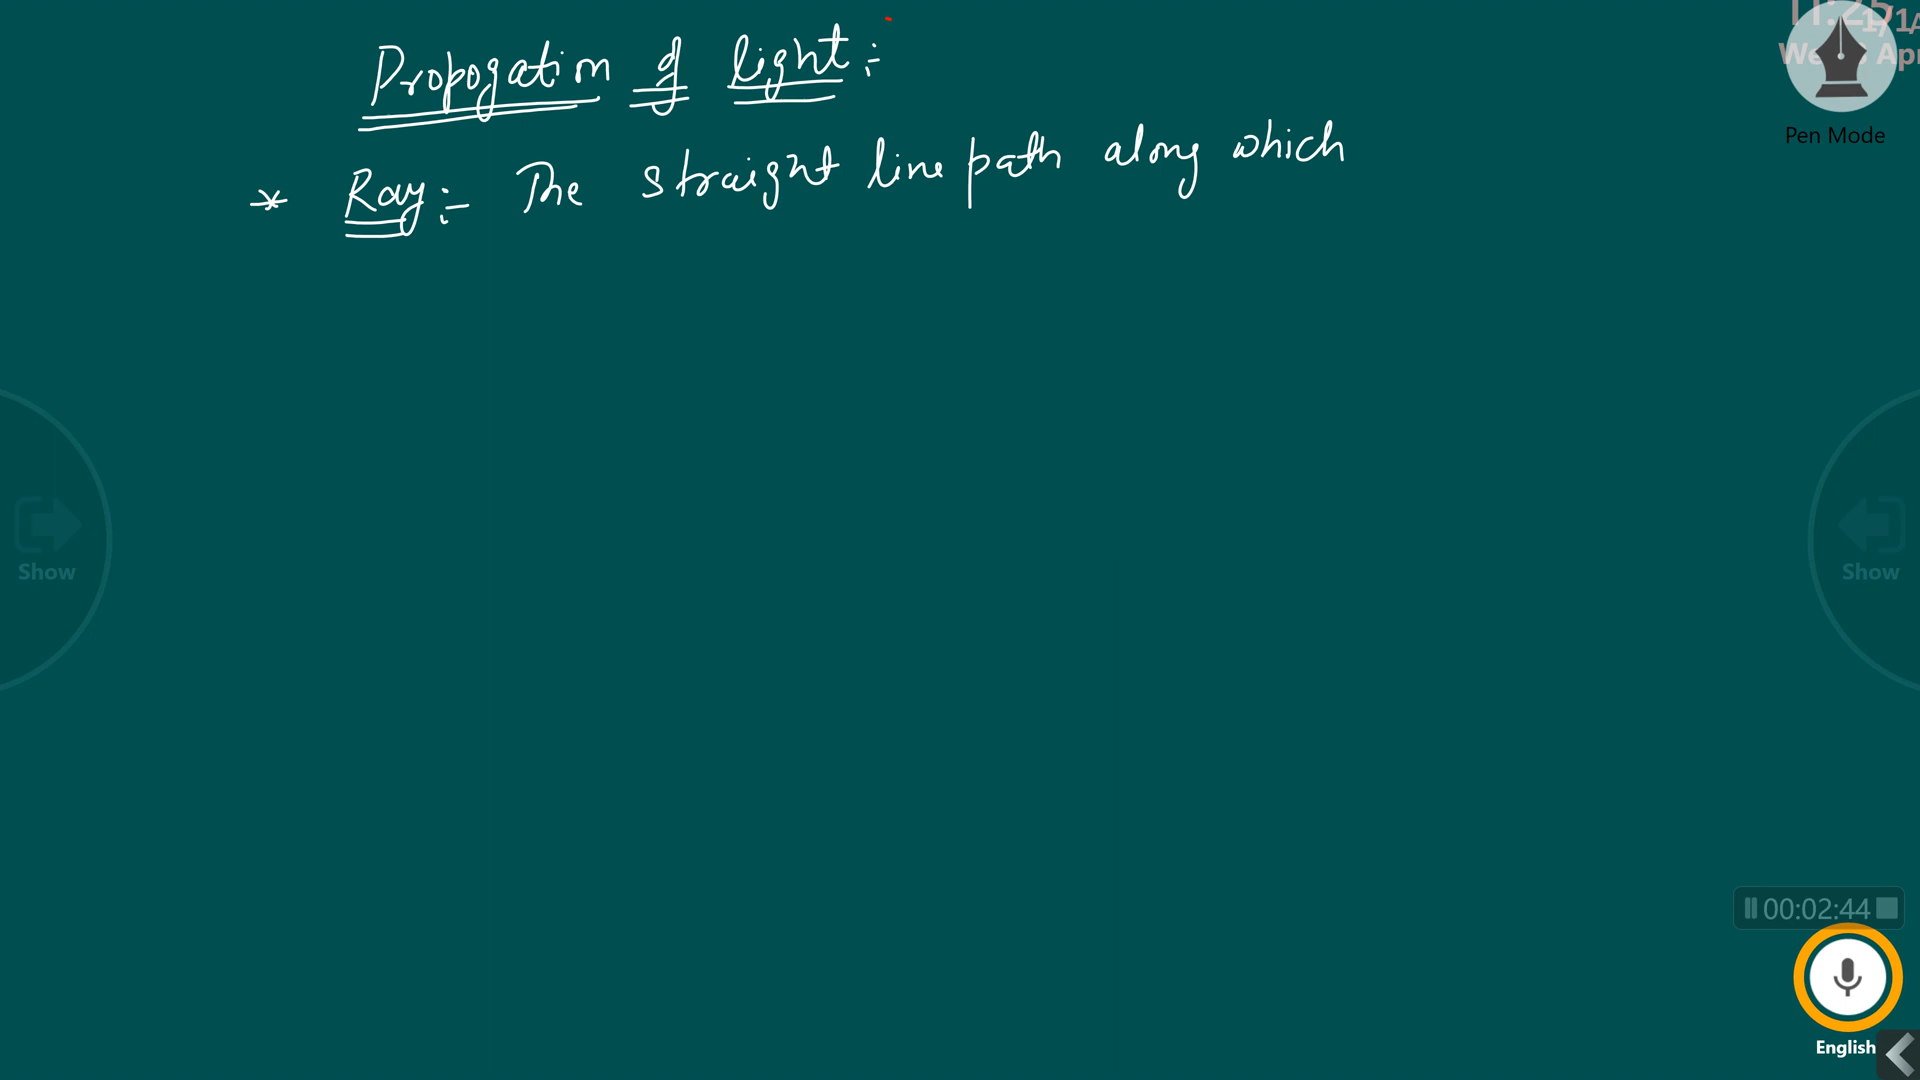 Propogation of light :-
* Ray :- The straight line path along which
Pen Mode
Show
Show
00:02:44
English